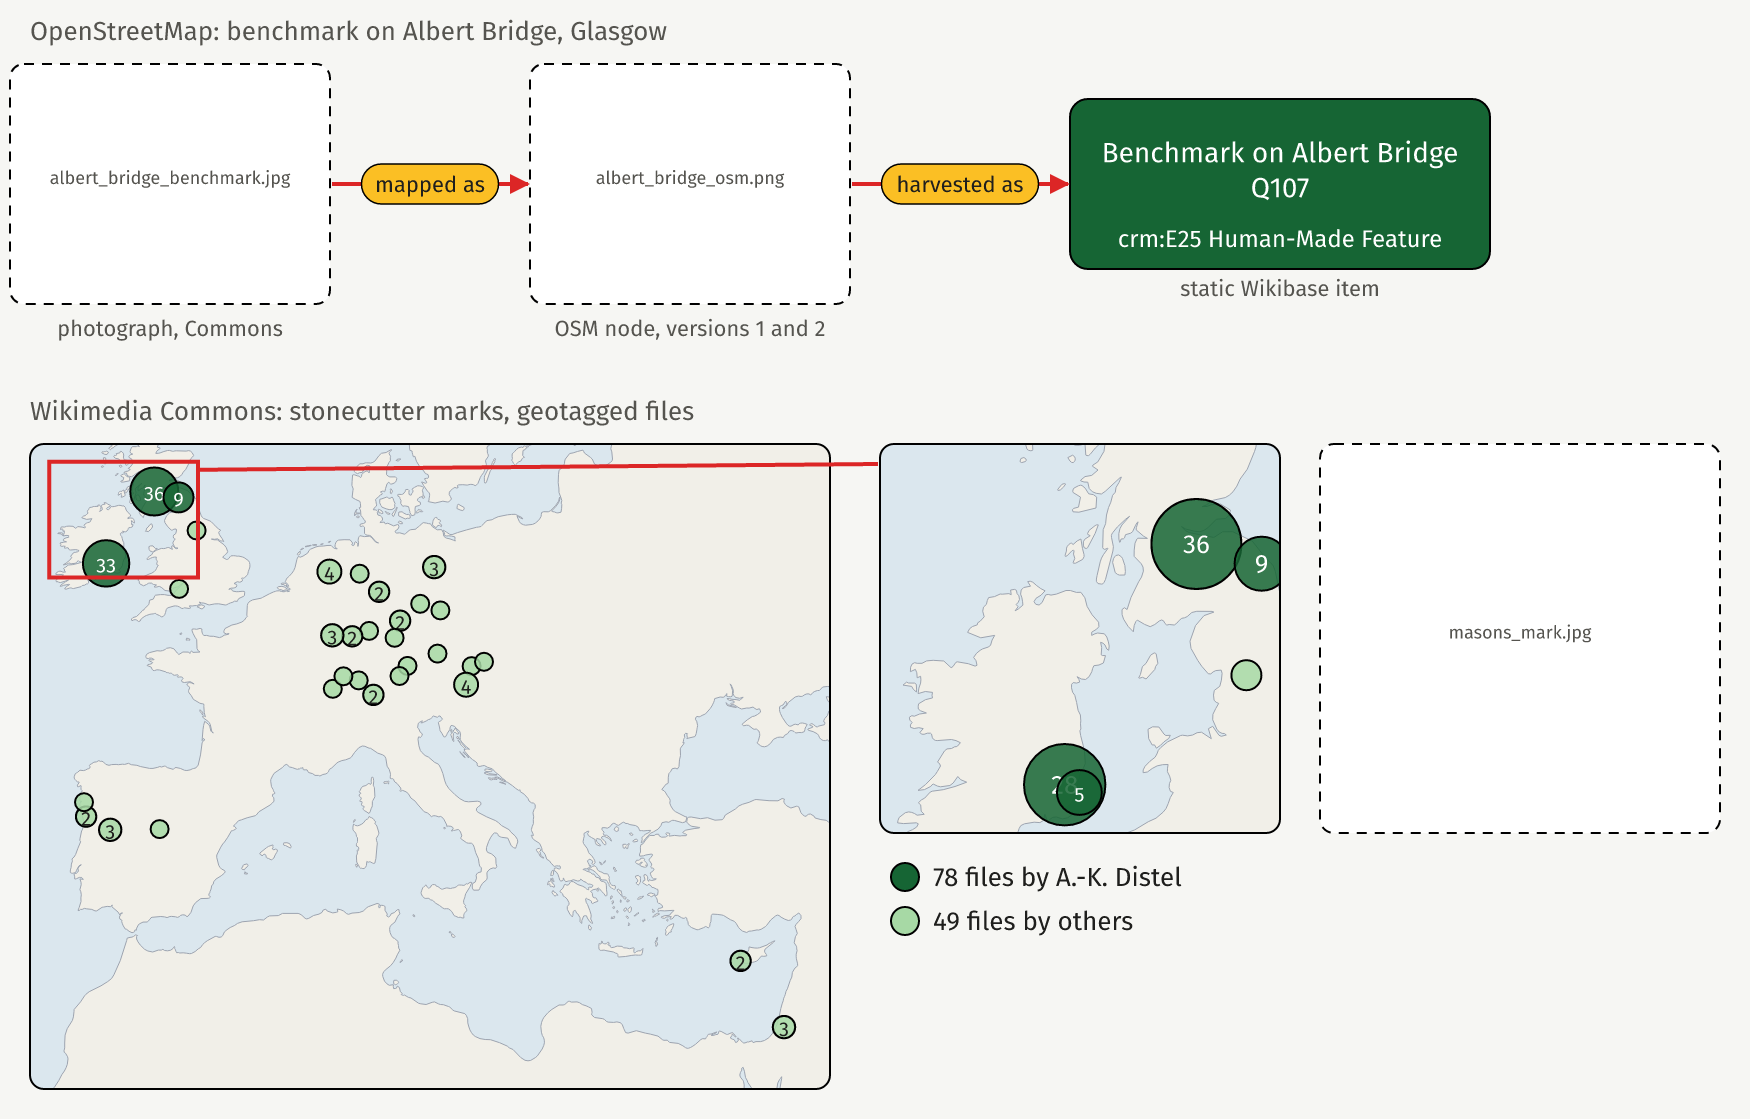 OpenStreetMap: benchmark on Albert Bridge, Glasgow
albert_bridge_benchmark.jpg
mapped as
albert_bridge_osm.png
harvested as
Benchmark on Albert Bridge
Q107
crm:E25 Human-Made Feature
static Wikibase item
photograph, Commons
OSM node, versions 1 and 2
Wikimedia Commons: stonecutter marks, geotagged files
36
9
33
4
3
2
2
3
2
4
2
2
3
2
3
36
9
28
5
masons_mark.jpg
78 files by A.-K. Distel
49 files by others